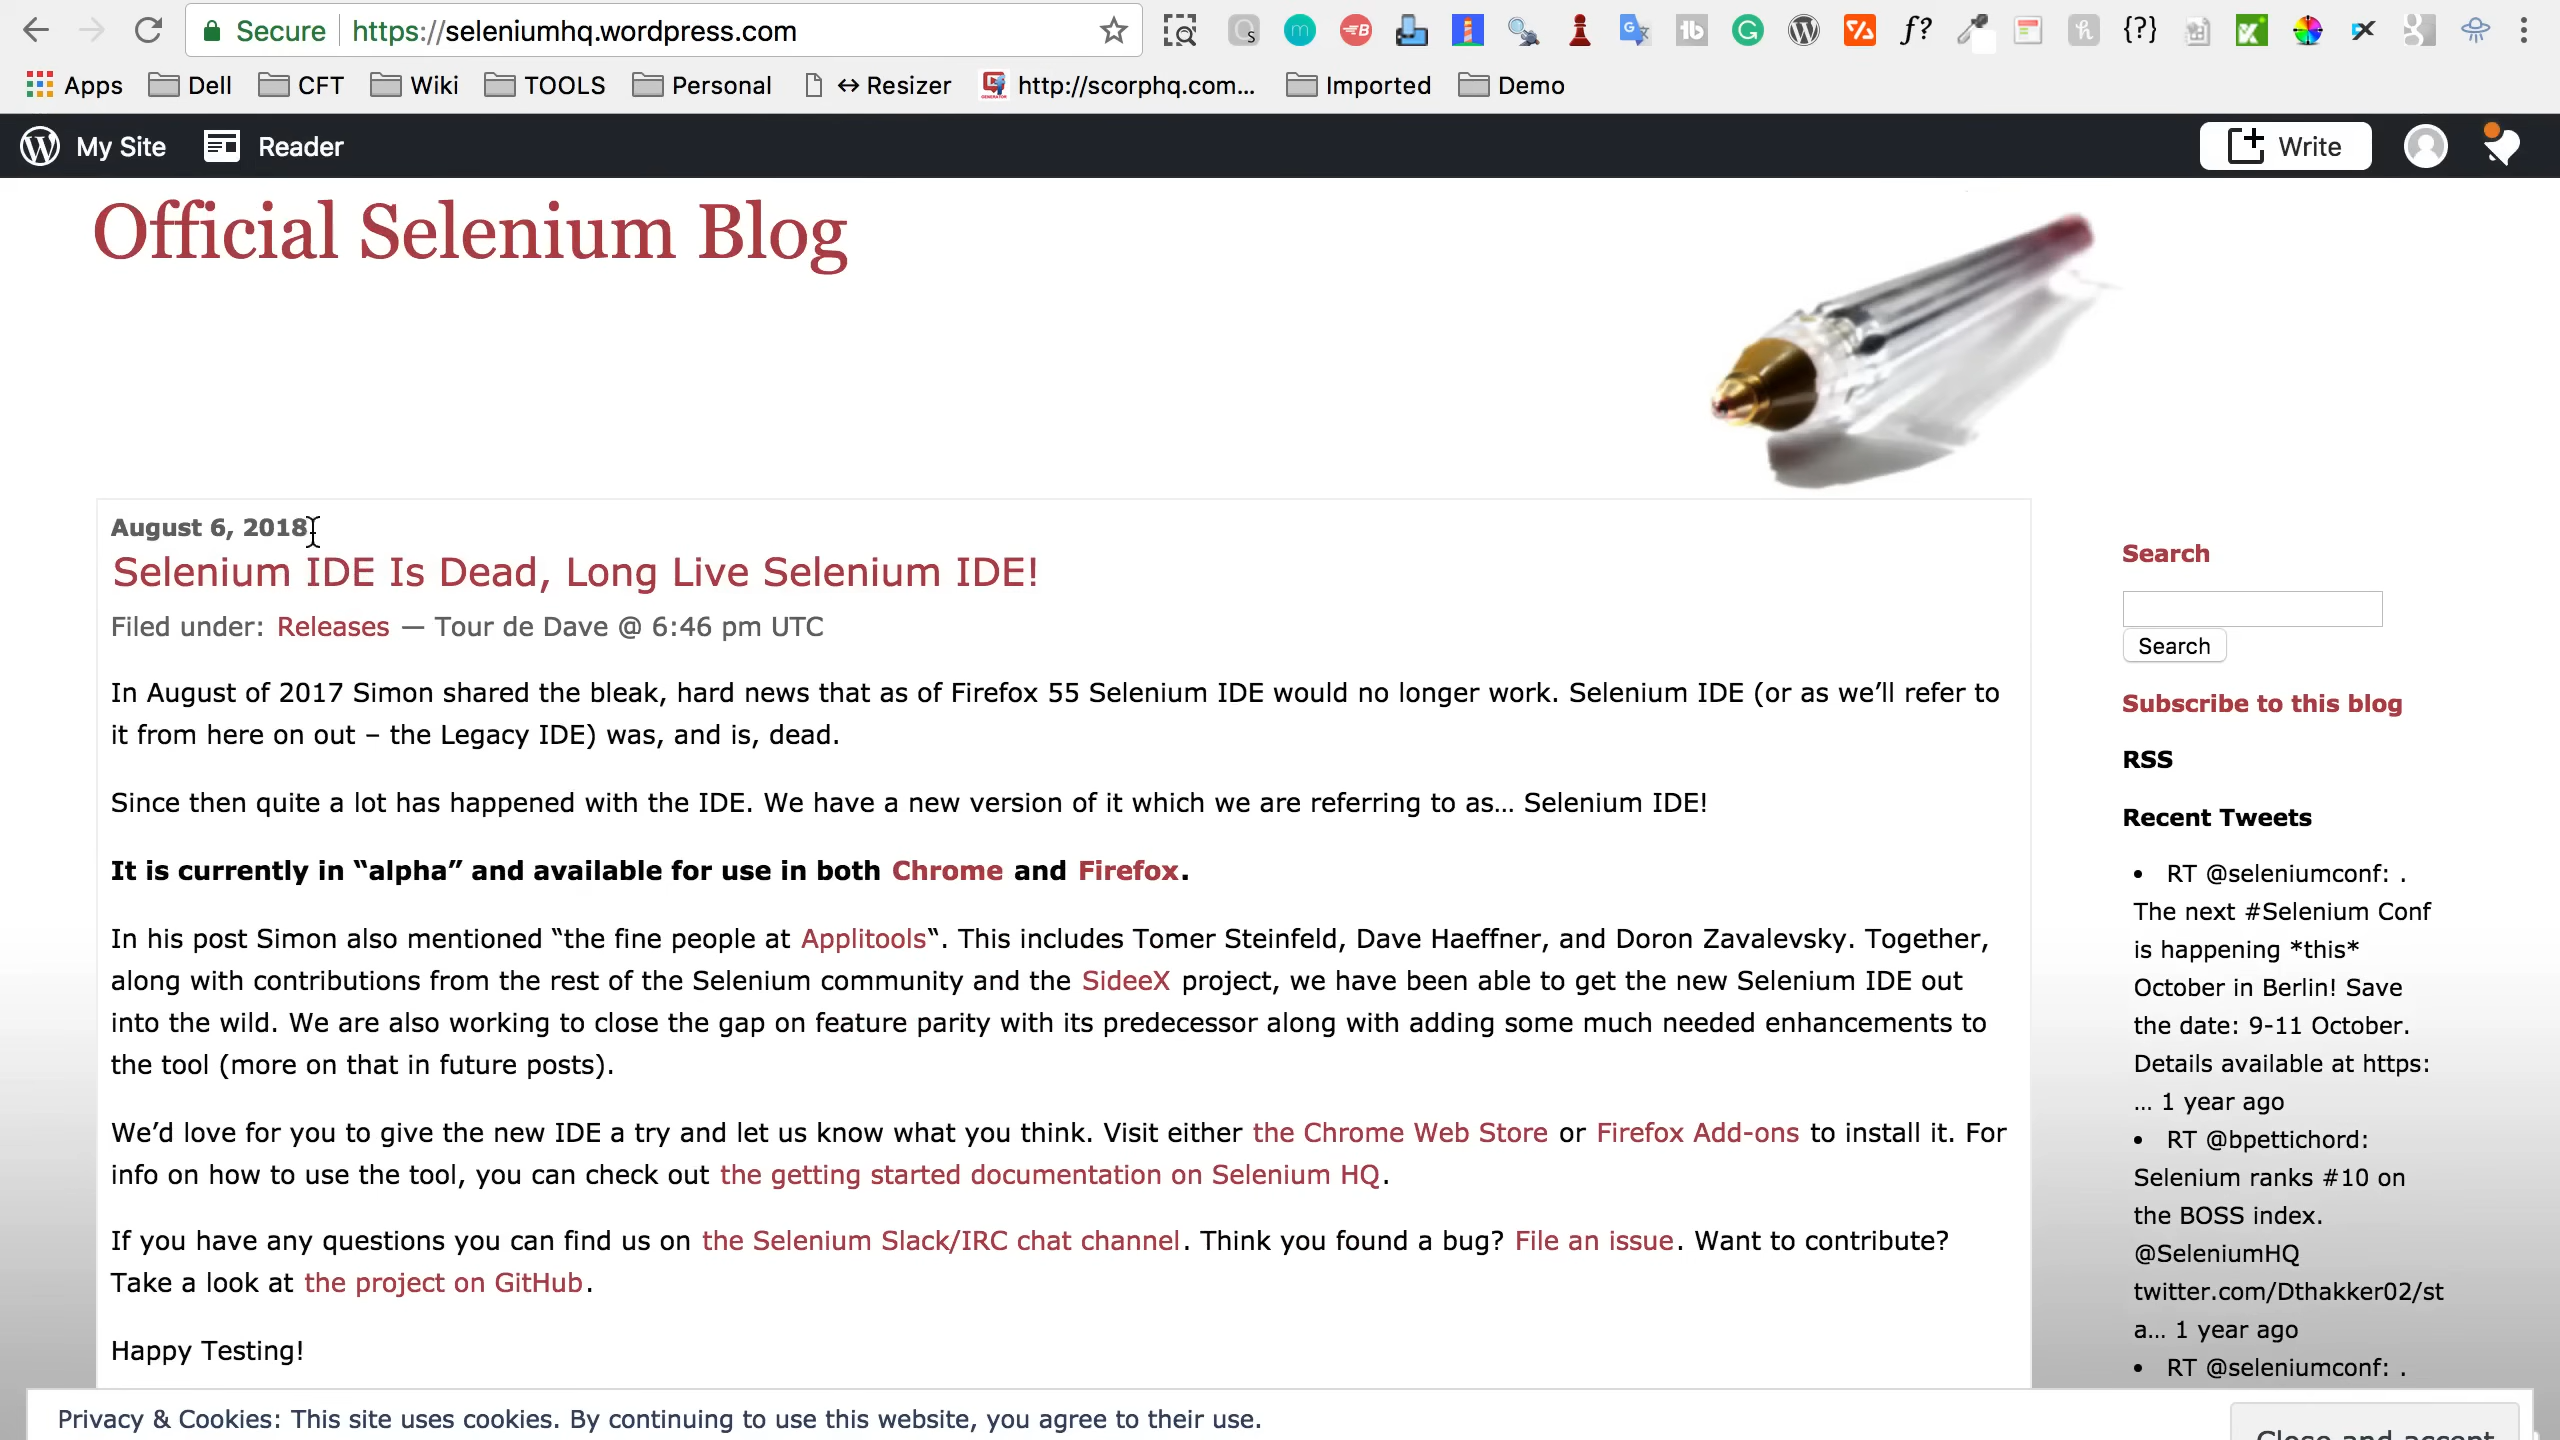 Secure https://seleniumhq.wordpress.com
Apps Dell CFT Wiki TOOLS Personal ↔ Resizer http://scorphq.com... Imported Demo
My Site Reader Write
Official Selenium Blog
August 6, 2018
Selenium IDE Is Dead, Long Live Selenium IDE!
Filed under: Releases — Tour de Dave @ 6:46 pm UTC
In August of 2017 Simon shared the bleak, hard news that as of Firefox 55 Selenium IDE would no longer work. Selenium IDE (or as we’ll refer to
it from here on out – the Legacy IDE) was, and is, dead.
Since then quite a lot has happened with the IDE. We have a new version of it which we are referring to as… Selenium IDE!
It is currently in “alpha” and available for use in both Chrome and Firefox.
In his post Simon also mentioned “the fine people at Applitools“. This includes Tomer Steinfeld, Dave Haeffner, and Doron Zavalevsky. Together,
along with contributions from the rest of the Selenium community and the SideeX project, we have been able to get the new Selenium IDE out
into the wild. We are also working to close the gap on feature parity with its predecessor along with adding some much needed enhancements to
the tool (more on that in future posts).
We’d love for you to give the new IDE a try and let us know what you think. Visit either the Chrome Web Store or Firefox Add-ons to install it. For
info on how to use the tool, you can check out the getting started documentation on Selenium HQ.
If you have any questions you can find us on the Selenium Slack/IRC chat channel. Think you found a bug? File an issue. Want to contribute?
Take a look at the project on GitHub.
Happy Testing!
Search
Search
Subscribe to this blog
RSS
Recent Tweets
• RT @seleniumconf: .
The next #Selenium Conf
is happening *this*
October in Berlin! Save
the date: 9-11 October.
Details available at https:
… 1 year ago
• RT @bpettichord:
Selenium ranks #10 on
the BOSS index.
@SeleniumHQ
twitter.com/Dthakker02/st
a… 1 year ago
• RT @seleniumconf: .
Privacy & Cookies: This site uses cookies. By continuing to use this website, you agree to their use.
Close and accept